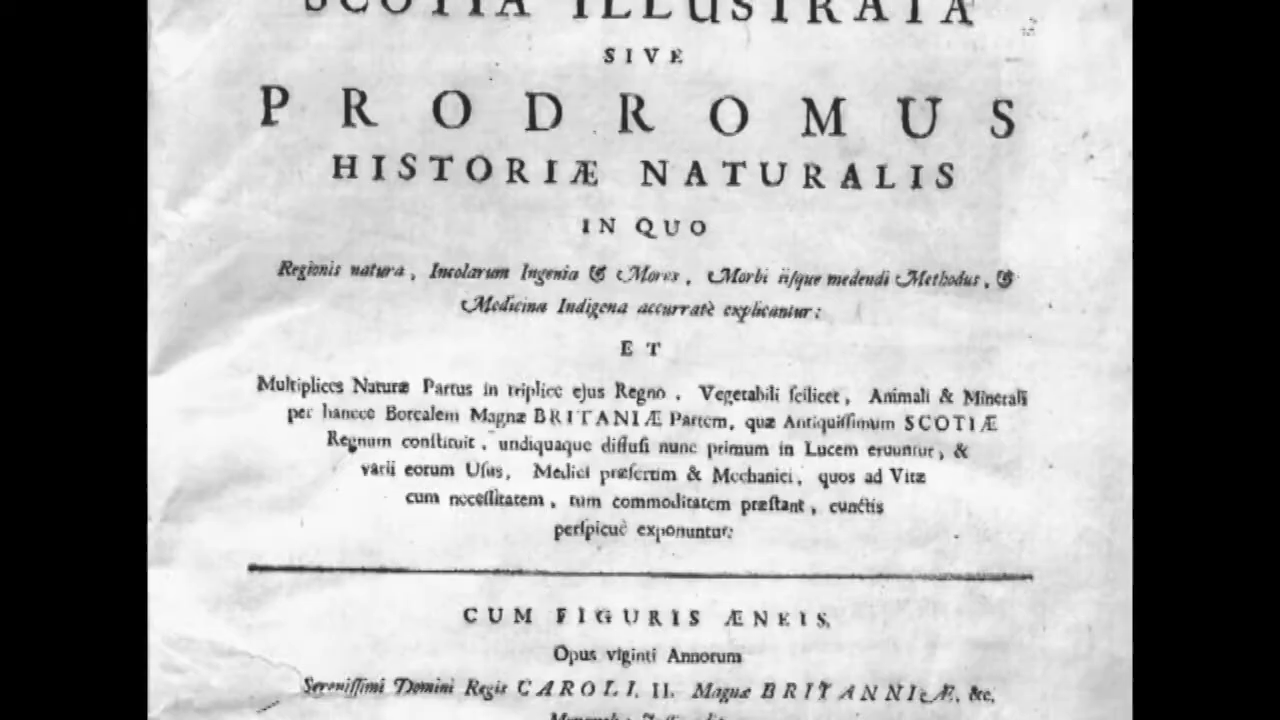 SCOTIA ILLUSTRATA
SIVE
PRODROMUS
HISTORIÆ NATURALIS
IN QUO
Regionis natura, Incolarum Ingenia & Mores, Morbi iisque medendi Methodus, &
Medicina Indigena accurratè explicantur:
ET
Multiplices Naturæ Partus in triplice ejus Regno, Vegetabili scilicet, Animali & Minerali
per hancce Borealem Magnæ BRITANIÆ Partem, quæ Antiquissimum SCOTIÆ
Regnum constituit, undiquaque diffusi nunc primum in Lucem eruuntur, &
varii eorum Usus, Medici præsertim & Mechanici, quos ad Vitæ
cum necessitatem, tum commoditatem præstant, cunctis
perspicuè exponuntur:
CUM FIGURIS ÆNEIS.
Opus viginti Annorum
Serenissimi Domini Regis CAROLI II. Magnæ BRITANNIÆ, &c.